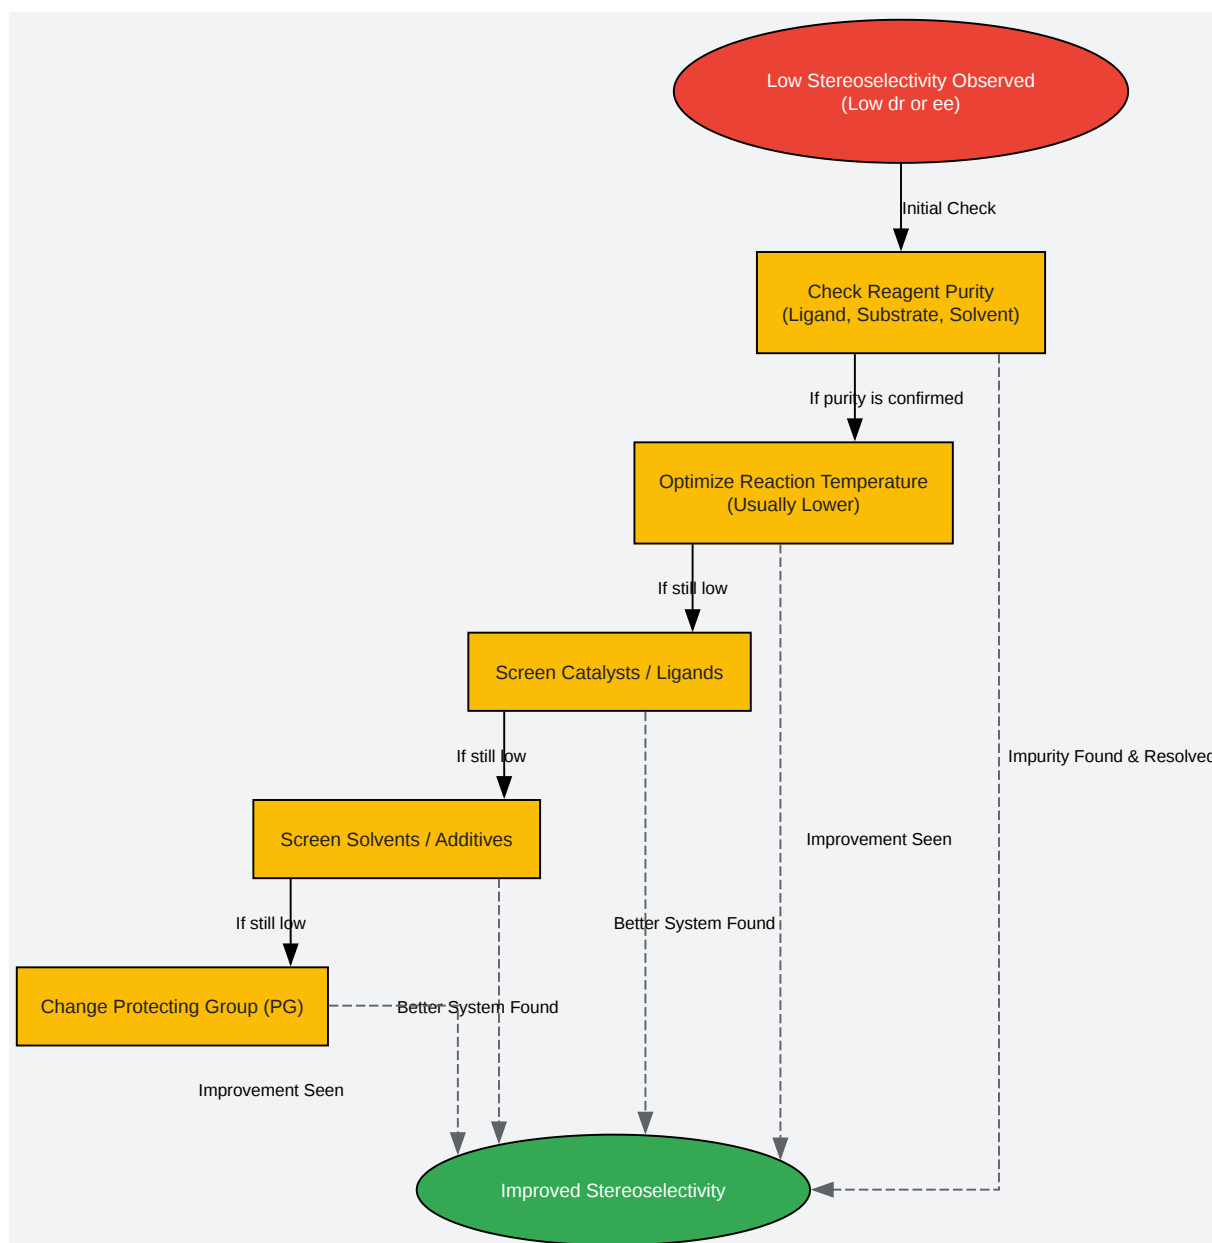 Low Stereoselectivity Observed
(Low dr or ee)
Initial Check
Check Reagent Purity
(Ligand, Substrate, Solvent)
If purity is confirmed
Optimize Reaction Temperature
(Usually Lower)
If still low
Screen Catalysts / Ligands
If still low
Impurity Found & Resolved
Screen Solvents / Additives
Improvement Seen
If still low
Better System Found
Change Protecting Group (PG)
Better System Found
Improvement Seen
Improved Stereoselectivity